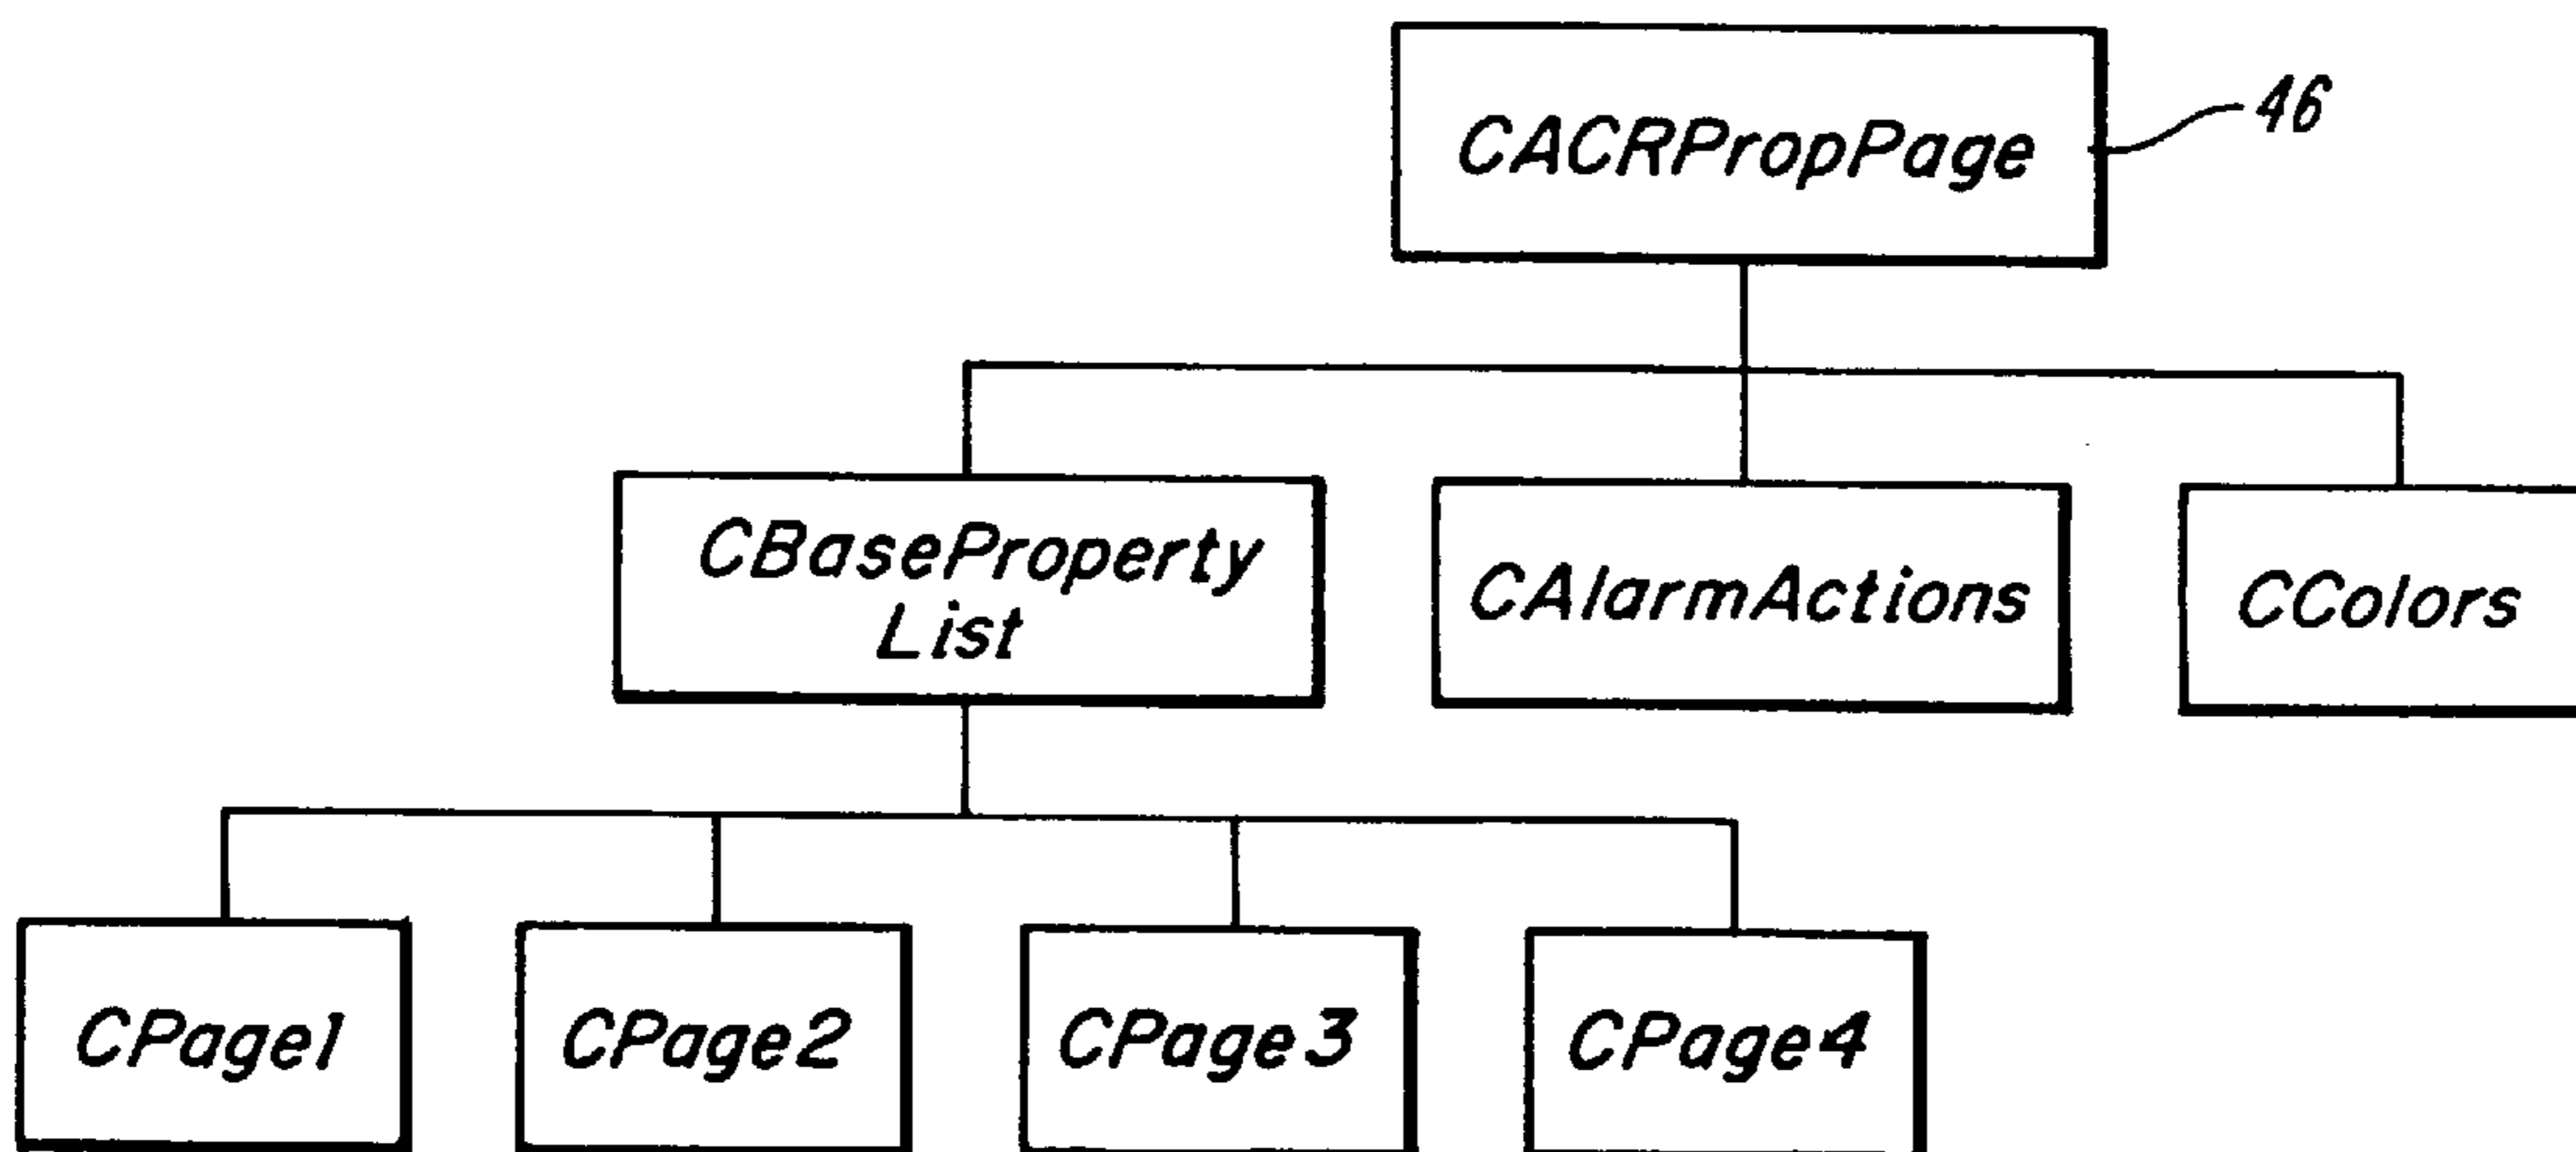 CACRPropPage
46
CBaseProperty
List
CAlarmActions
CColors
CPage1
CPage2
CPage3
CPage4